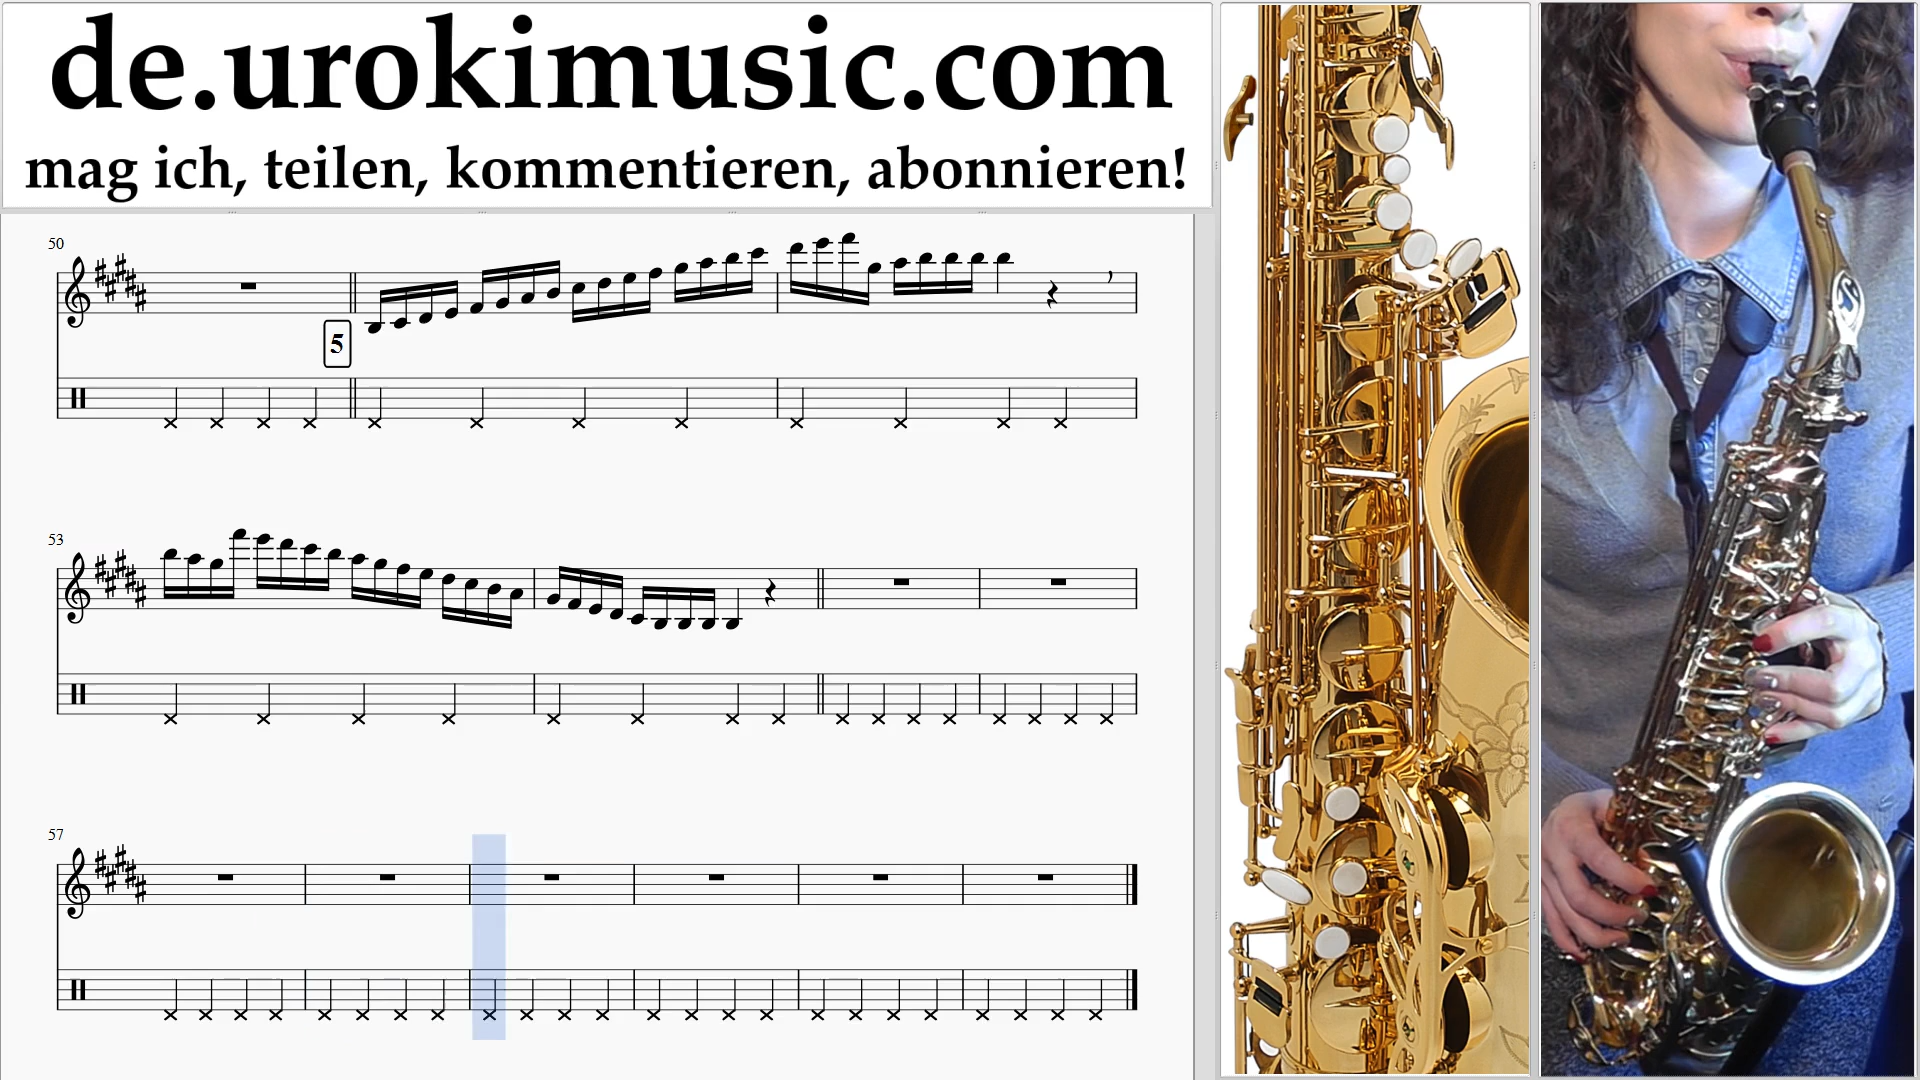 de.urokimusic.com
mag ich, teilen, kommentieren, abonnieren!
50
5
53
57